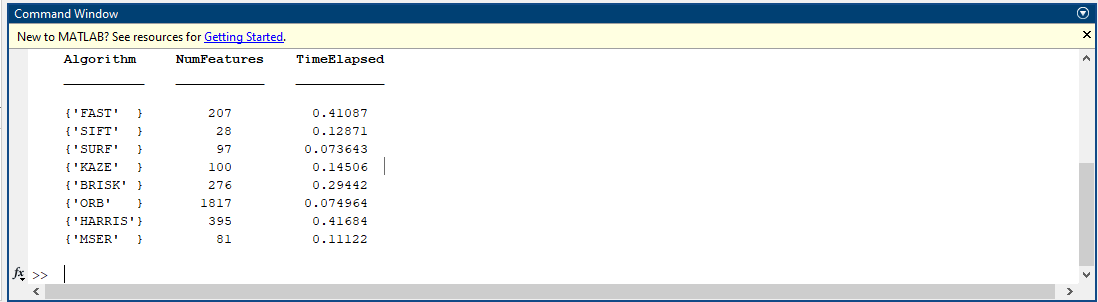 Command Window
New to MATLAB? See resources for Getting Started.
Algorithm NumFeatures TimeElapsed
{'FAST' } 207 0.41087
{'SIFT' } 28 0.12871
{'SURF' } 97 0.073643
{'KAZE' } 100 0.14506
{'BRISK' } 276 0.29442
{'ORB' } 1817 0.074964
{'HARRIS'} 395 0.41684
{'MSER' } 81 0.11122
fx >>